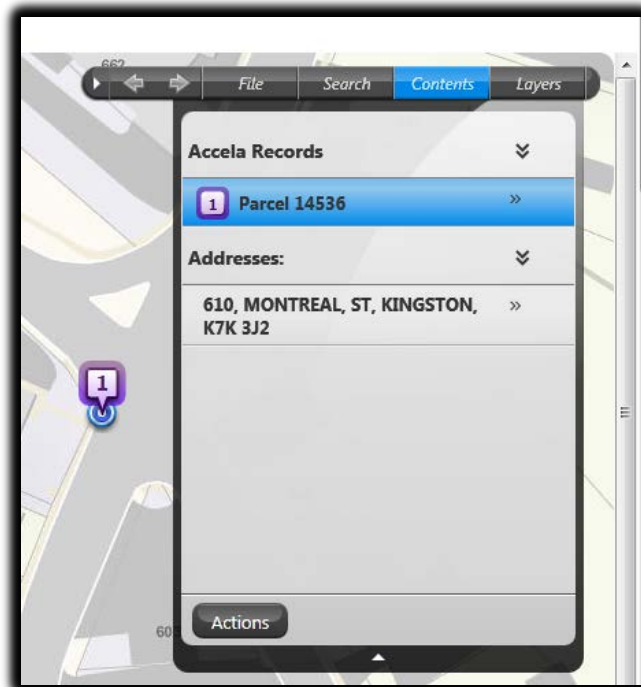 662
File Search Contents Layers
Accela Records
1 Parcel 14536
Addresses:
610, MONTREAL, ST, KINGSTON,
K7K 3J2
1
Actions